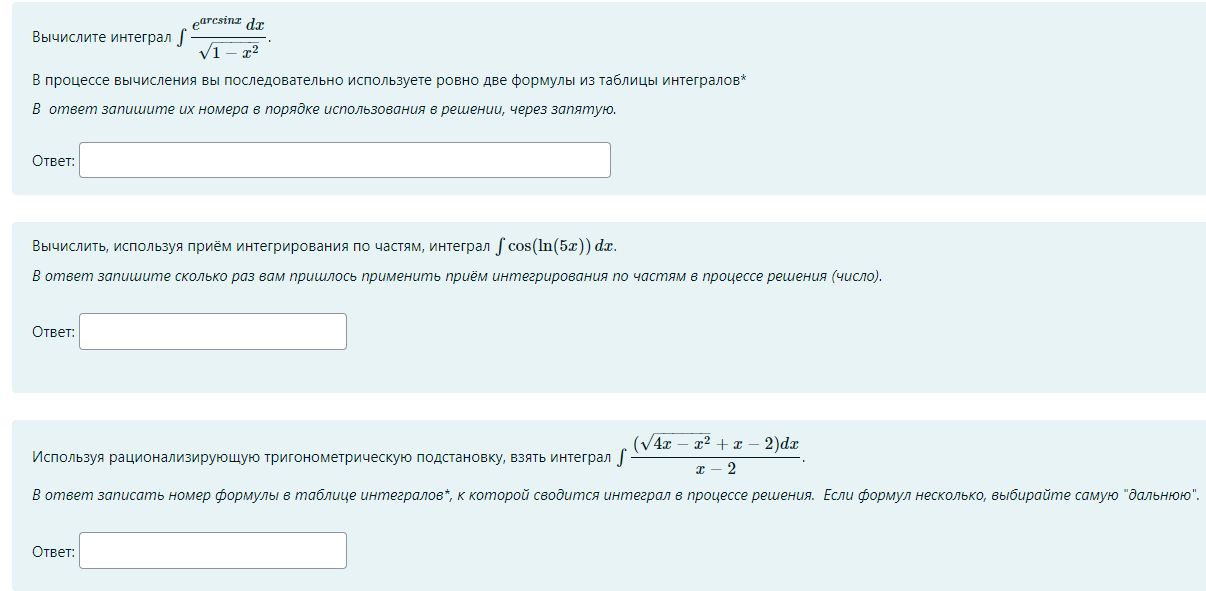 Вычислите интеграл ∫ e^{arcsinx} dx / √(1 − x²).
В процессе вычисления вы последовательно используете ровно две формулы из таблицы интегралов*
В ответ запишите их номера в порядке использования в решении, через запятую.
Ответ:
Вычислить, используя приём интегрирования по частям, интеграл ∫ cos(ln(5x)) dx.
В ответ запишите сколько раз вам пришлось применить приём интегрирования по частям в процессе решения (число).
Ответ:
Используя рационализирующую тригонометрическую подстановку, взять интеграл ∫ (√(4x − x²) + x − 2)dx / (x − 2).
В ответ записать номер формулы в таблице интегралов*, к которой сводится интеграл в процессе решения. Если формул несколько, выбирайте самую "дальнюю".
Ответ: